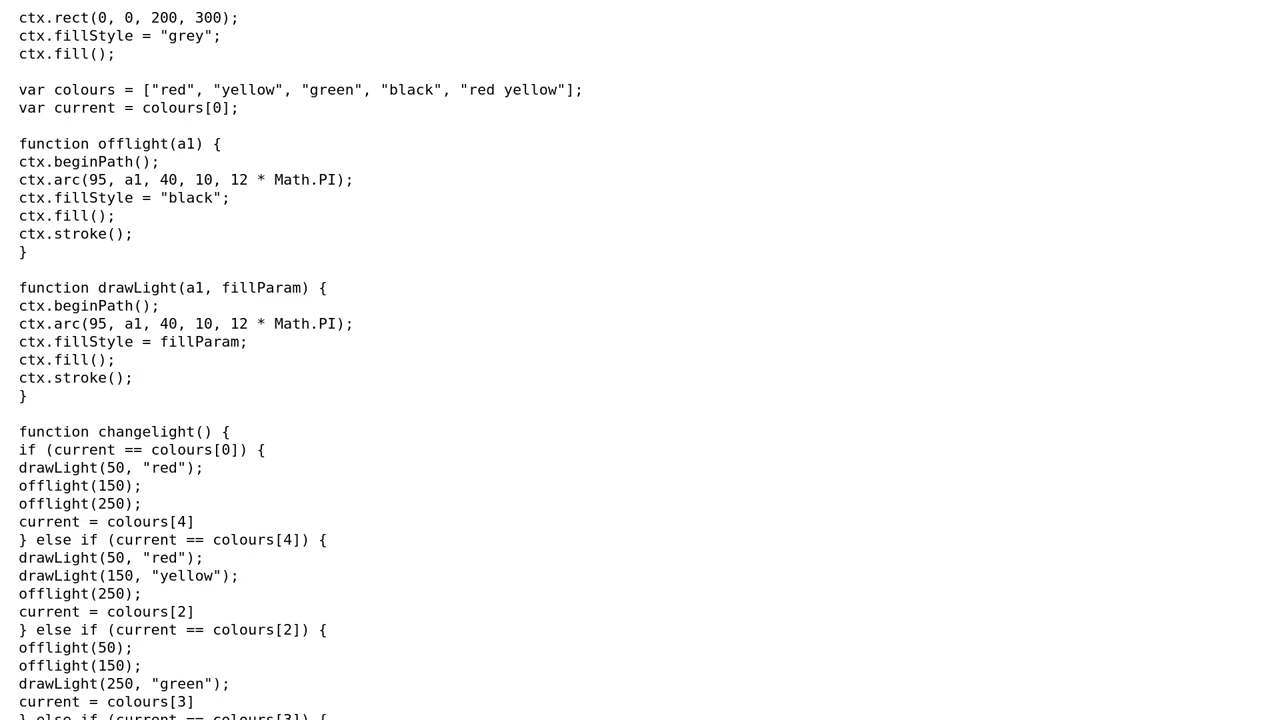 ctx.rect(0, 0, 200, 300);
ctx.fillStyle = "grey";
ctx.fill();

var colours = ["red", "yellow", "green", "black", "red yellow"];
var current = colours[0];

function offlight(a1) {
ctx.beginPath();
ctx.arc(95, a1, 40, 10, 12 * Math.PI);
ctx.fillStyle = "black";
ctx.fill();
ctx.stroke();
}

function drawLight(a1, fillParam) {
ctx.beginPath();
ctx.arc(95, a1, 40, 10, 12 * Math.PI);
ctx.fillStyle = fillParam;
ctx.fill();
ctx.stroke();
}

function changelight() {
if (current == colours[0]) {
drawLight(50, "red");
offlight(150);
offlight(250);
current = colours[4]
} else if (current == colours[4]) {
drawLight(50, "red");
drawLight(150, "yellow");
offlight(250);
current = colours[2]
} else if (current == colours[2]) {
offlight(50);
offlight(150);
drawLight(250, "green");
current = colours[3]
} else if (current == colours[3]) {